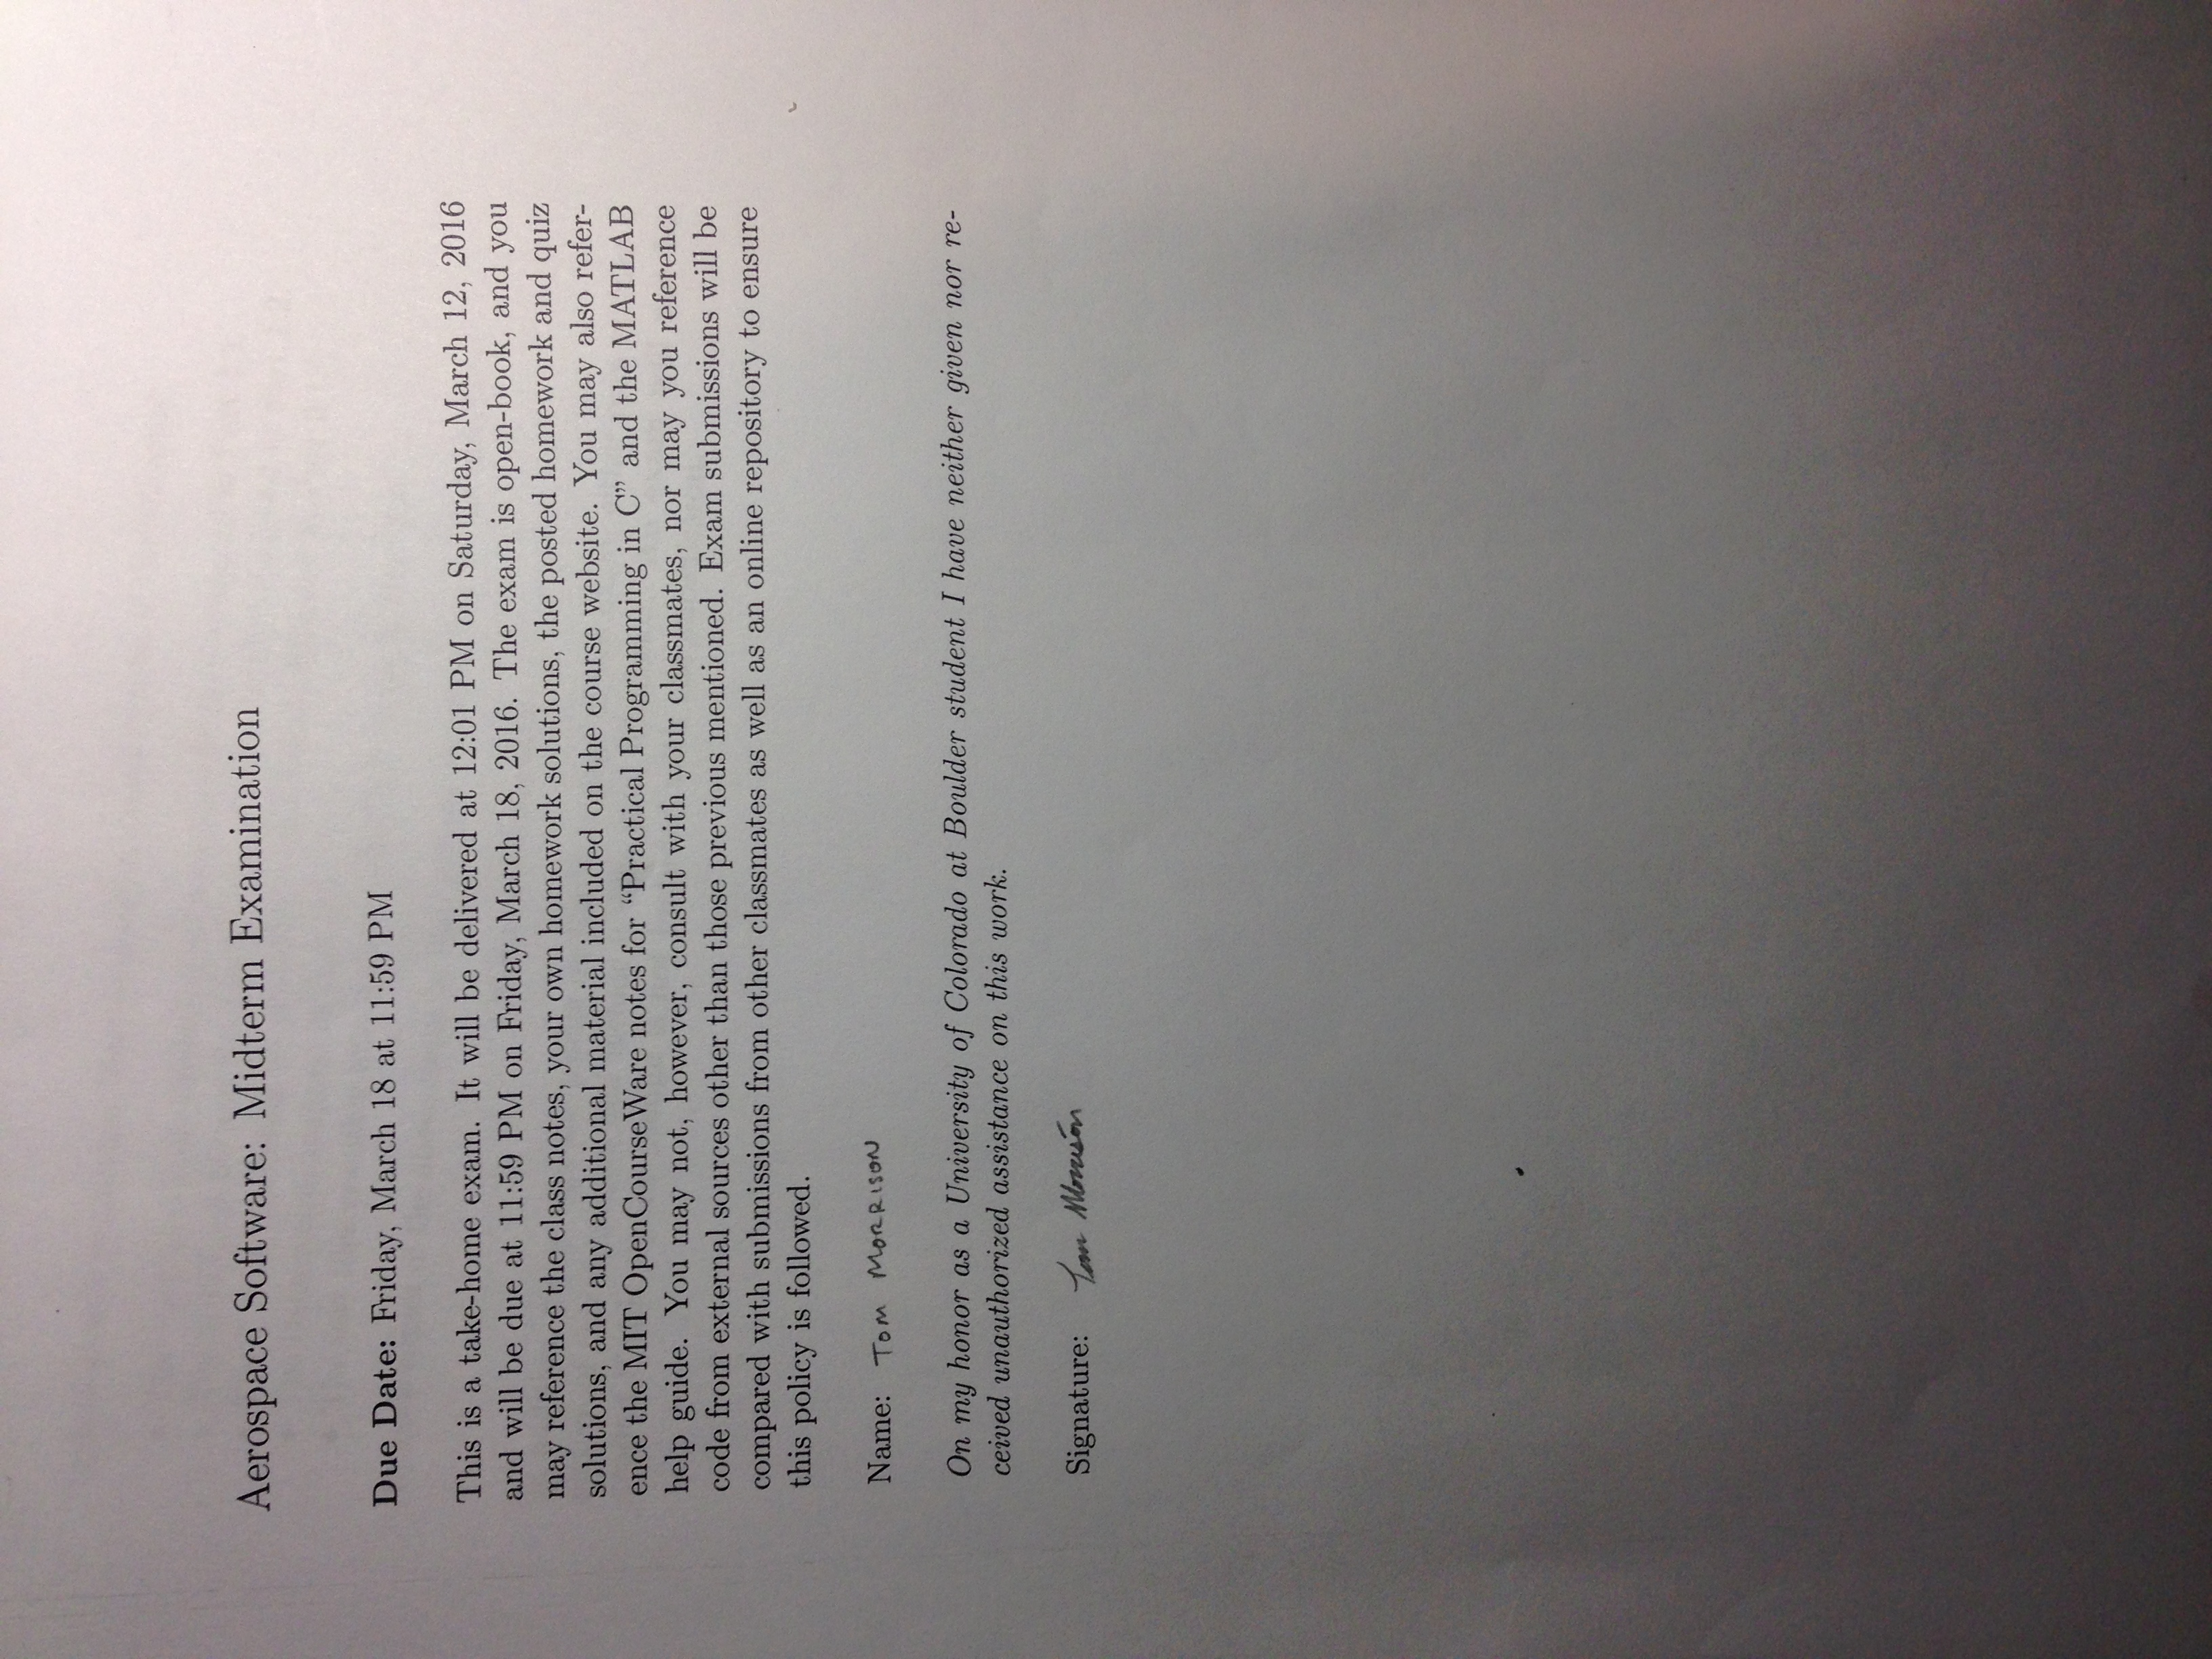 Aerospace Software: Midterm Examination
Due Date: Friday, March 18 at 11:59 PM
This is a take-home exam. It will be delivered at 12:01 PM on Saturday, March 12, 2016
and will be due at 11:59 PM on Friday, March 18, 2016. The exam is open-book, and you
may reference the class notes, your own homework solutions, the posted homework and quiz
solutions, and any additional material included on the course website. You may also refer-
ence the MIT OpenCourseWare notes for “Practical Programming in C” and the MATLAB
help guide. You may not, however, consult with your classmates, nor may you reference
code from external sources other than those previous mentioned. Exam submissions will be
compared with submissions from other classmates as well as an online repository to ensure
this policy is followed.
Name: TOM MORRISON
On my honor as a University of Colorado at Boulder student I have neither given nor re-
ceived unauthorized assistance on this work.
Signature: Tom Morrison